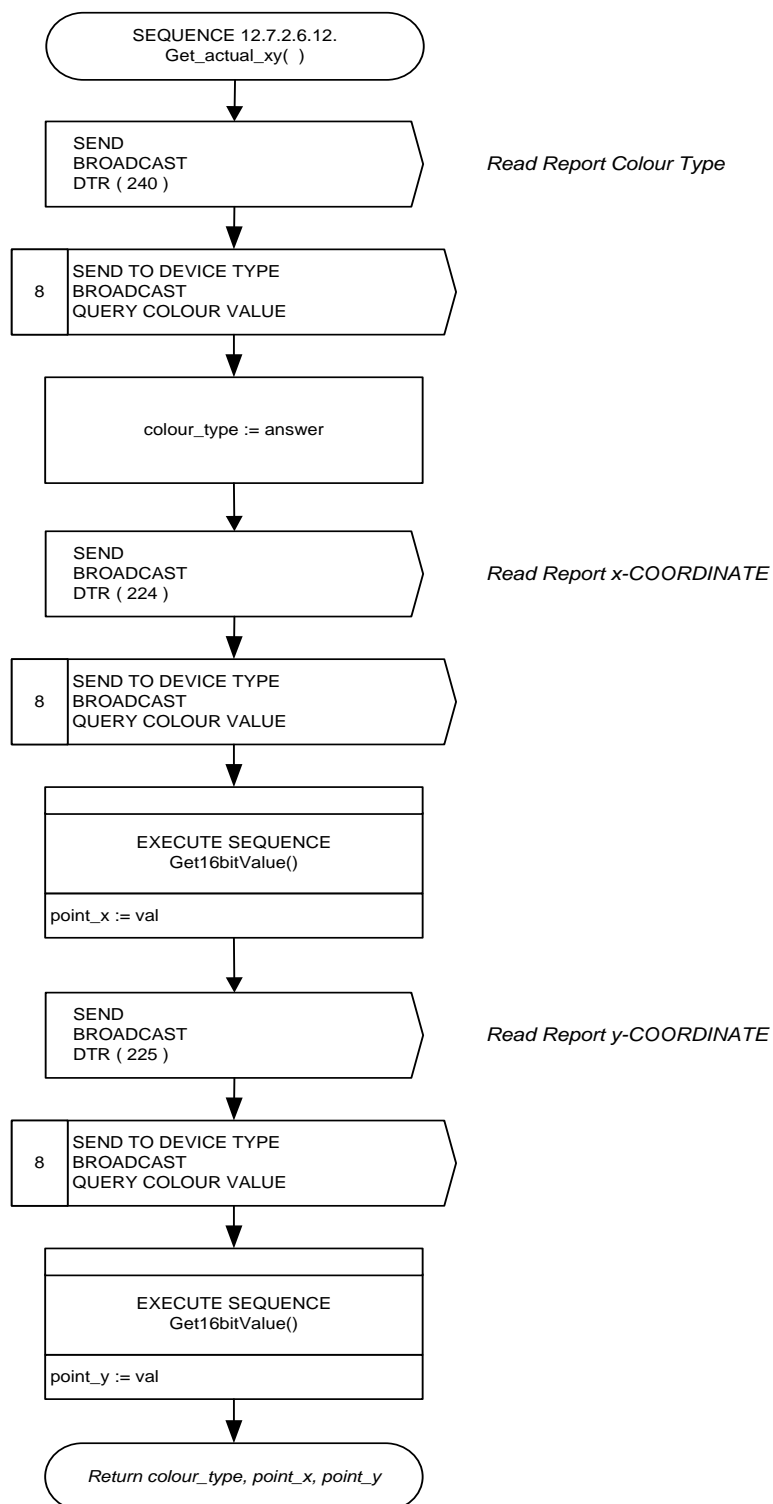 SEQUENCE 12.7.2.6.12.
Get_actual_xy( )
SEND
BROADCAST
DTR ( 240 )
Read Report Colour Type
8
SEND TO DEVICE TYPE
BROADCAST
QUERY COLOUR VALUE
colour_type := answer
SEND
BROADCAST
DTR ( 224 )
Read Report x-COORDINATE
8
SEND TO DEVICE TYPE
BROADCAST
QUERY COLOUR VALUE
EXECUTE SEQUENCE
Get16bitValue()
point_x := val
SEND
BROADCAST
DTR ( 225 )
Read Report y-COORDINATE
8
SEND TO DEVICE TYPE
BROADCAST
QUERY COLOUR VALUE
EXECUTE SEQUENCE
Get16bitValue()
point_y := val
Return colour_type, point_x, point_y